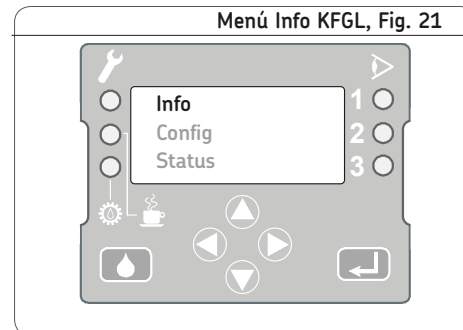 Menú Info KFGL, Fig. 21
Info
1
Config
2
Status
3